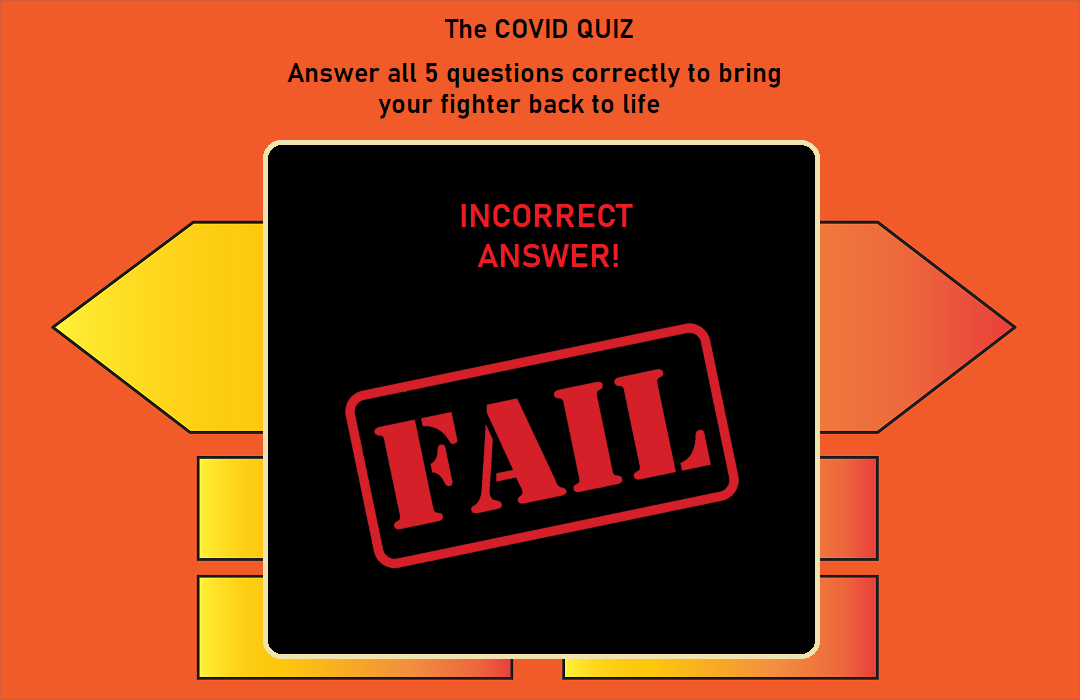 The COVID QUIZ
Answer all 5 questions correctly to bring
your fighter back to life
INCORRECT
ANSWER!
FAIL